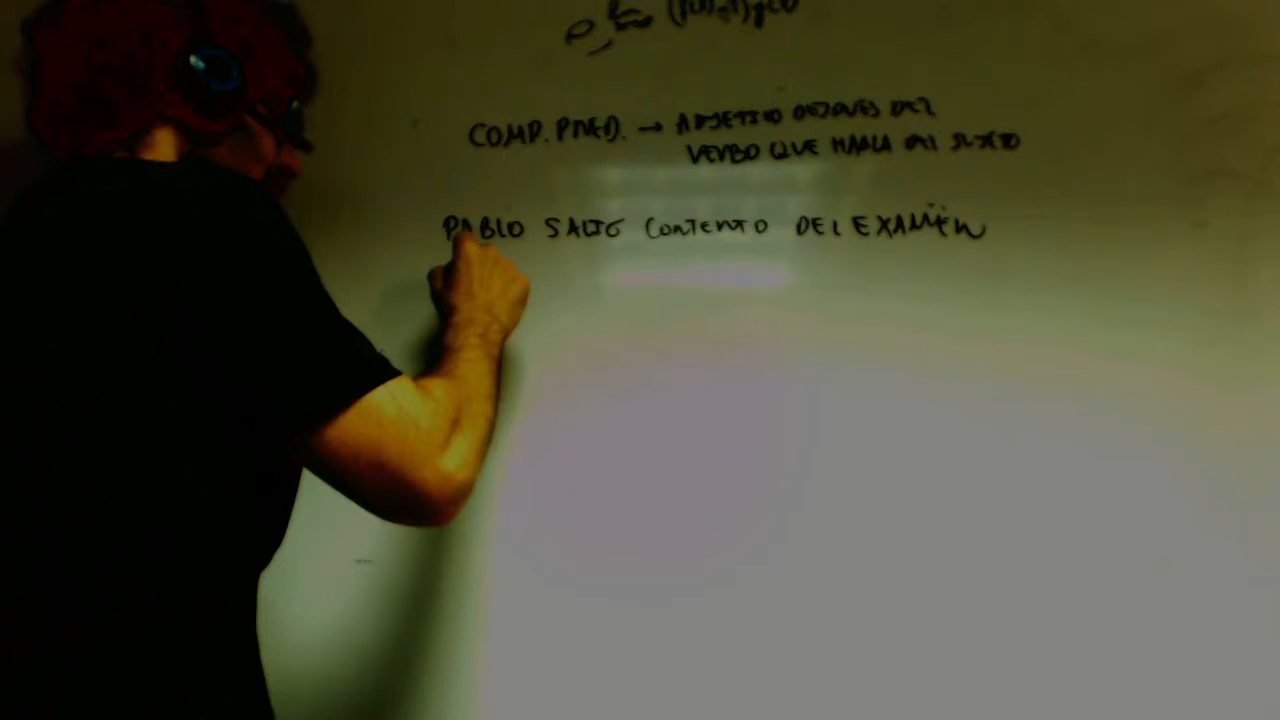 COMP. PRED. → ADJETIVO DESPUES DEL
VERBO QUE HABLA DEL SUJETO
PABLO SALIO CONTENTO DEL EXAMEN